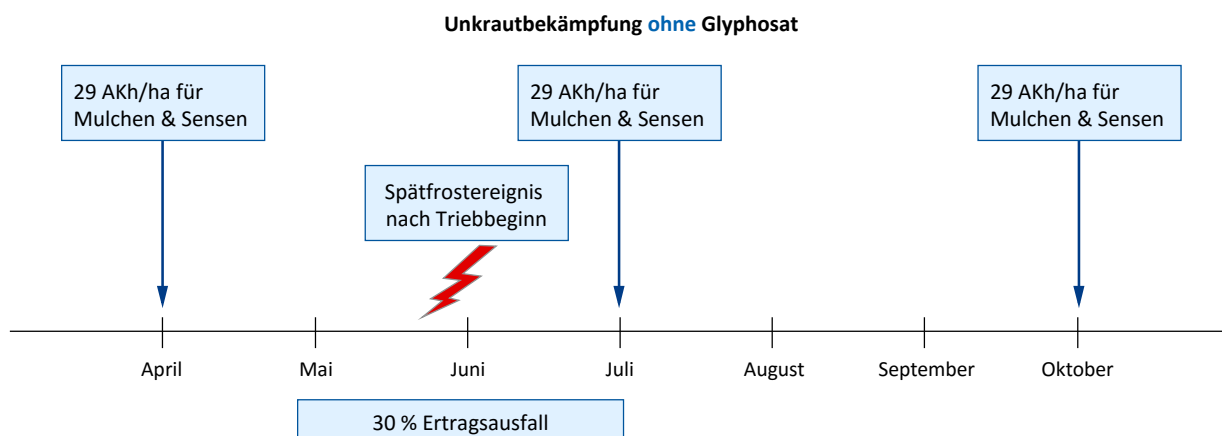 Unkrautbekämpfung ohne Glyphosat
29 AKh/ha für
Mulchen & Sensen
29 AKh/ha für
Mulchen & Sensen
29 AKh/ha für
Mulchen & Sensen
Spätfrostereignis
nach Triebbeginn
April
Mai
Juni
Juli
August
September
Oktober
30 % Ertragsausfall